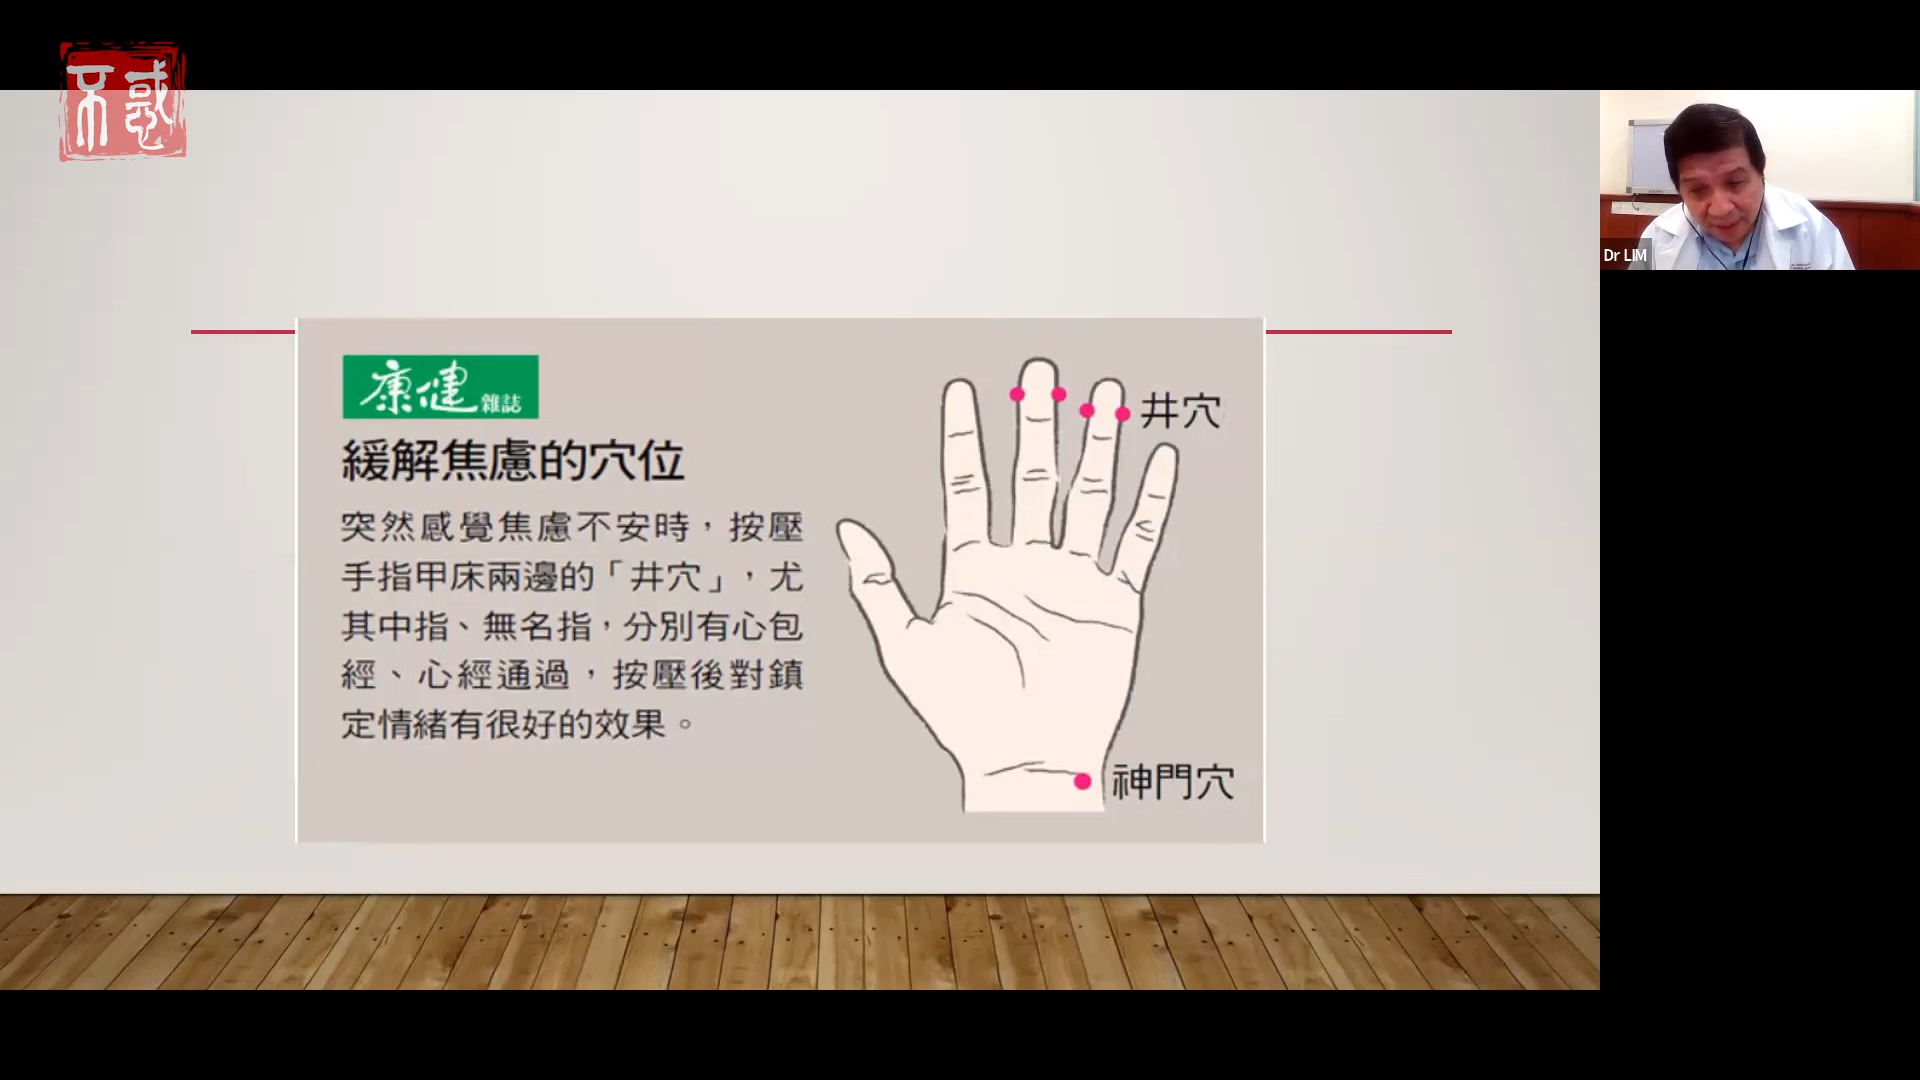 不惑
Dr LIM
康健雜誌
緩解焦慮的穴位
突然感覺焦慮不安時，按壓
手指甲床兩邊的「井穴」，尤
其中指、無名指，分別有心包
經、心經通過，按壓後對鎮
定情緒有很好的效果。
井穴
神門穴